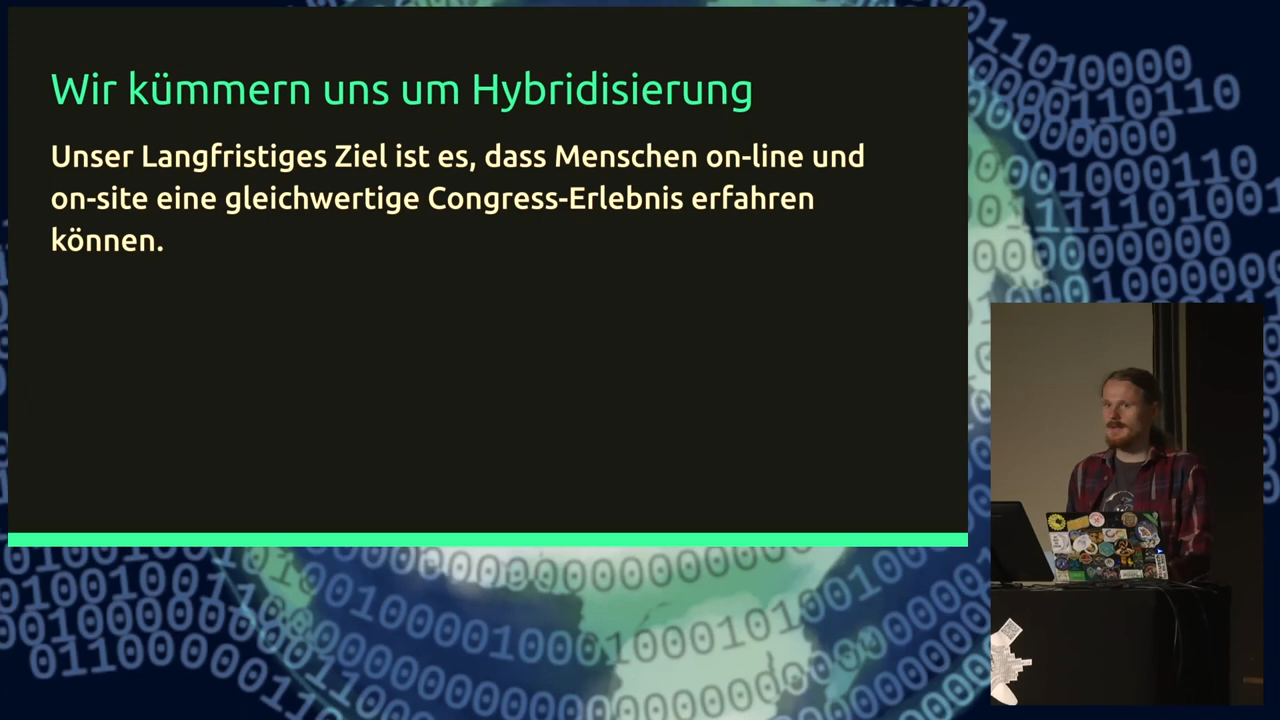 Wir kümmern uns um Hybridisierung
Unser Langfristiges Ziel ist es, dass Menschen on-line und
on-site eine gleichwertige Congress-Erlebnis erfahren
können.